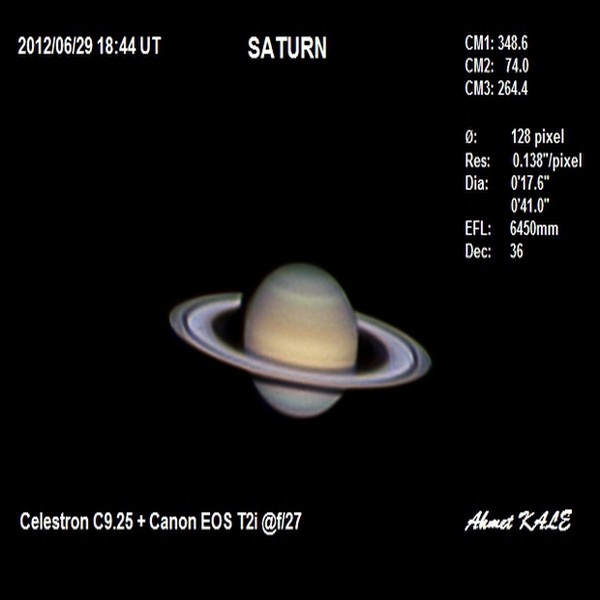 2012/06/29 18:44 UT
SATURN
CM1: 348.6
CM2: 74.0
CM3: 264.4
Ø: 128 pixel
Res: 0.138"/pixel
Dia: 0'17.6"
0'41.0"
EFL: 6450mm
Dec: 36
Celestron C9.25 + Canon EOS T2i @f/27
Ahmet KALE